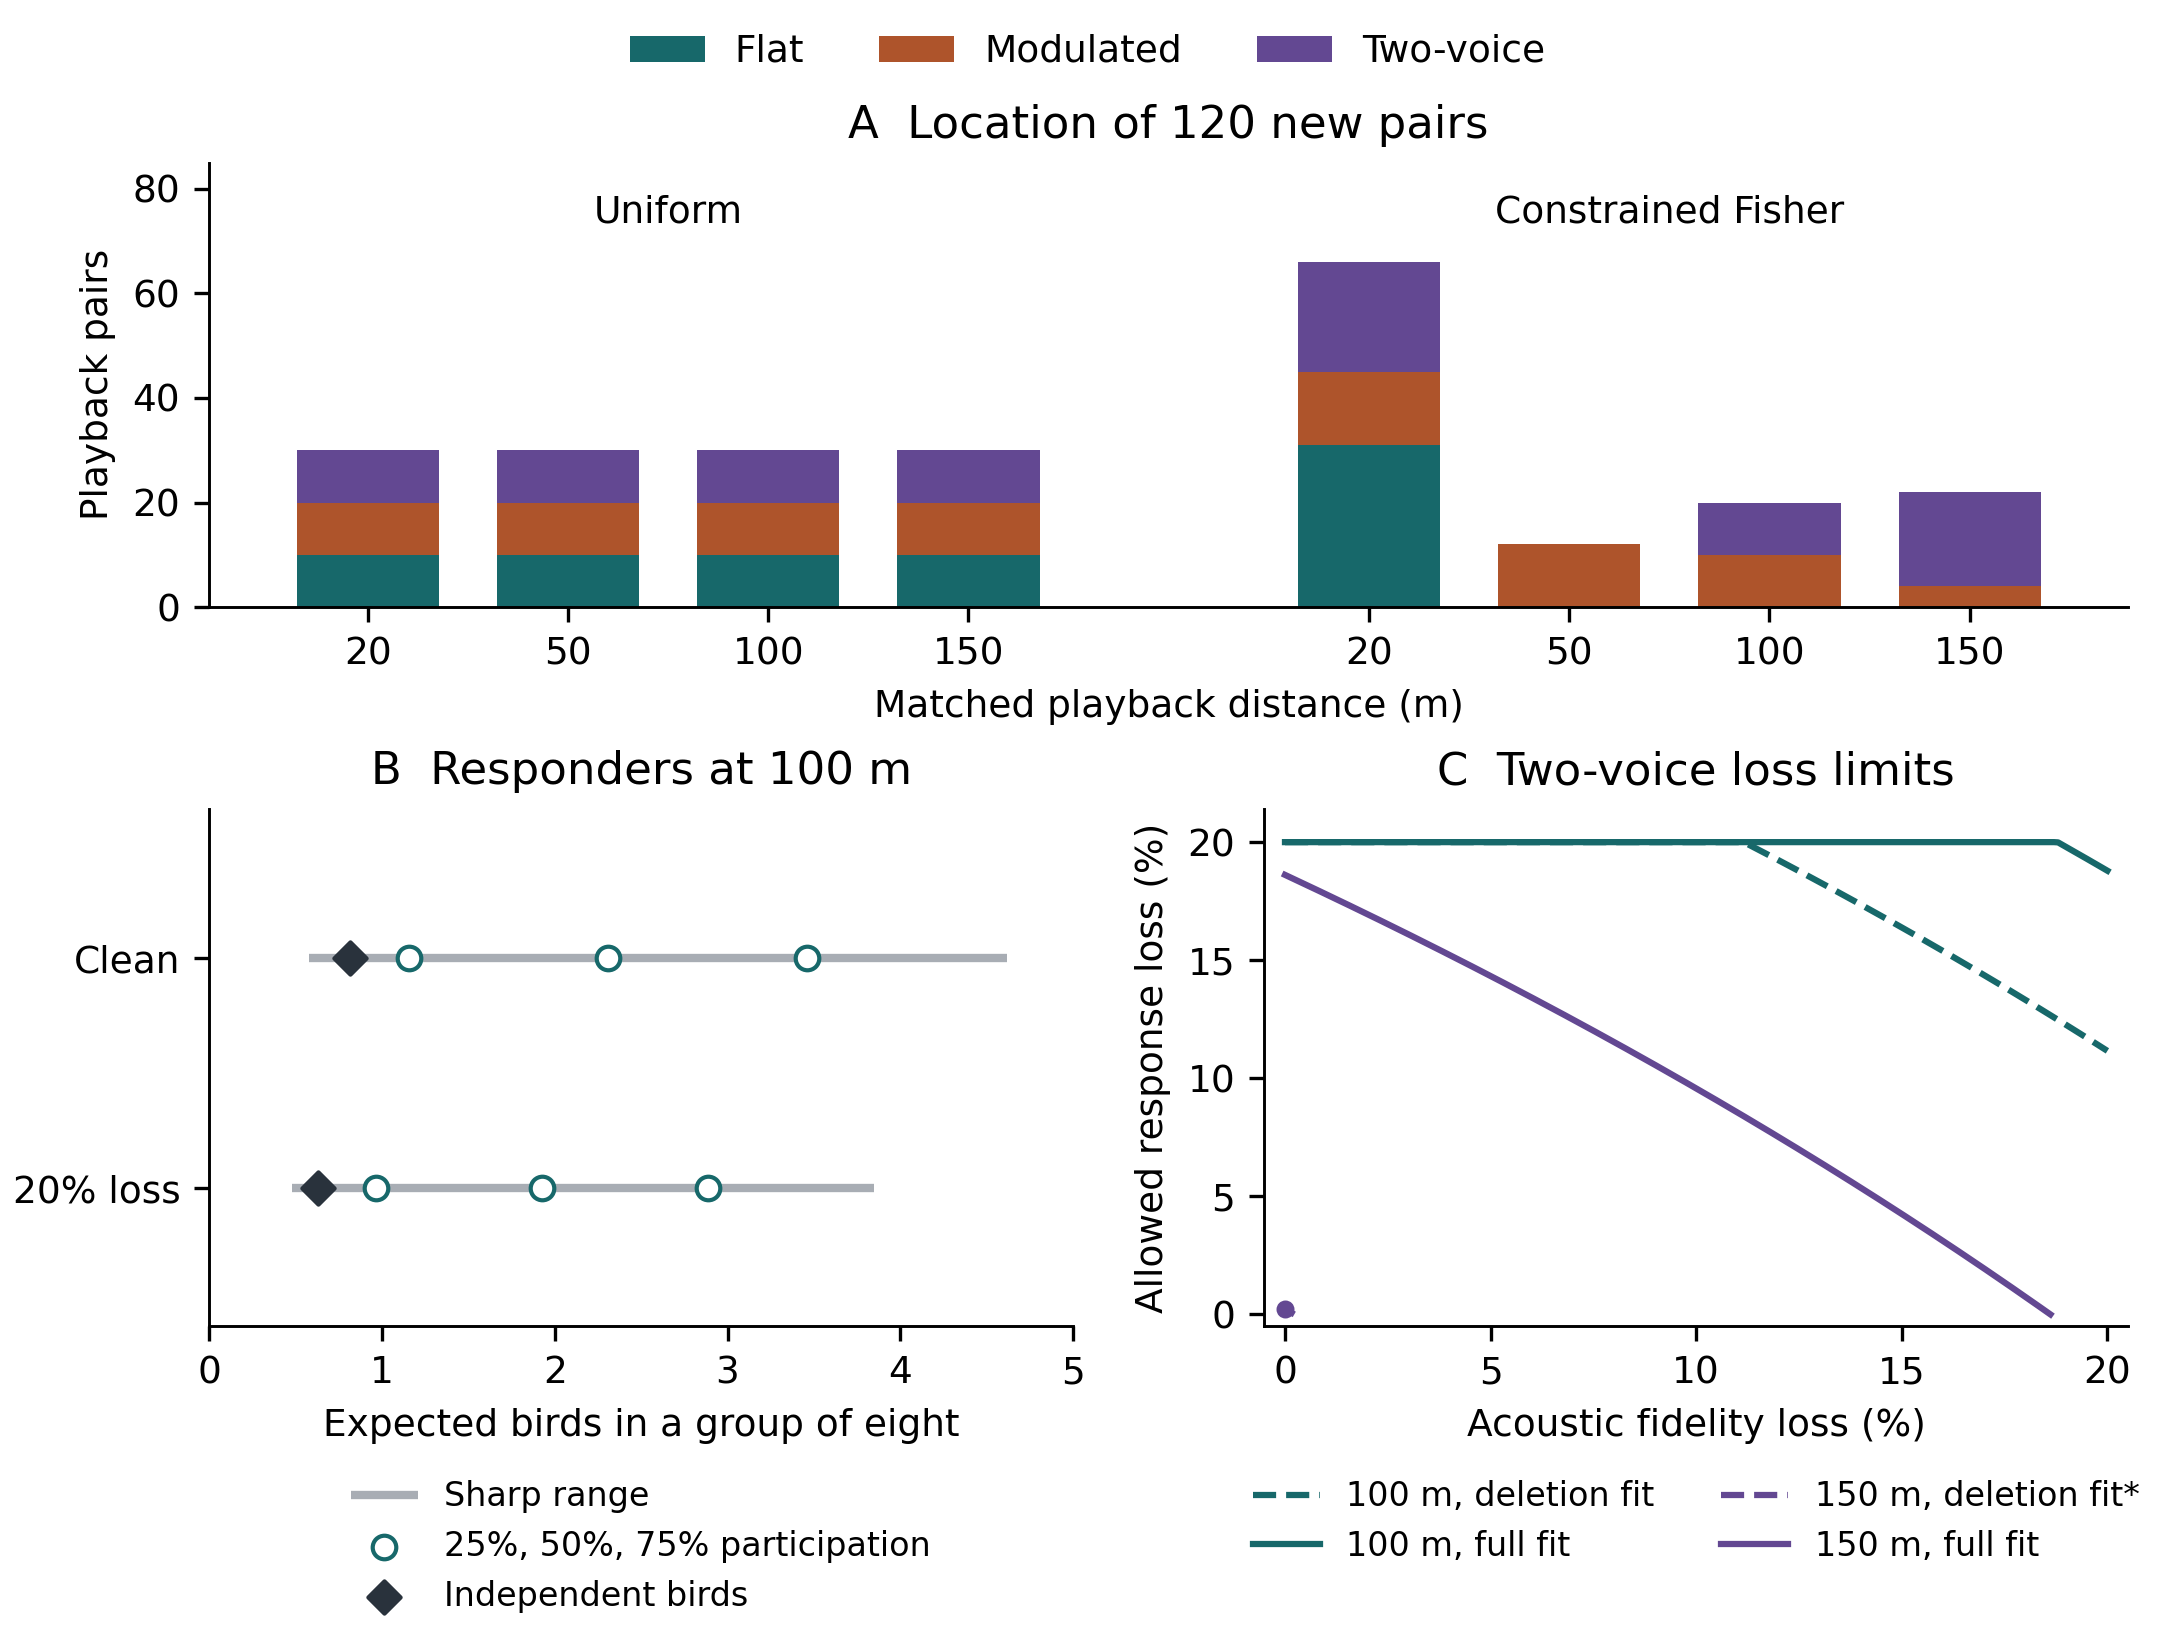 Flat Modulated Two-voice
A Location of 120 new pairs
Uniform Constrained Fisher
Playback pairs
80
60
40
20
0
20 50 100 150 20 50 100 150
Matched playback distance (m)
B Responders at 100 m
Clean
20% loss
0 1 2 3 4 5
Expected birds in a group of eight
Sharp range
25%, 50%, 75% participation
Independent birds
C Two-voice loss limits
Allowed response loss (%)
20
15
10
5
0
0 5 10 15 20
Acoustic fidelity loss (%)
100 m, deletion fit 150 m, deletion fit*
100 m, full fit 150 m, full fit